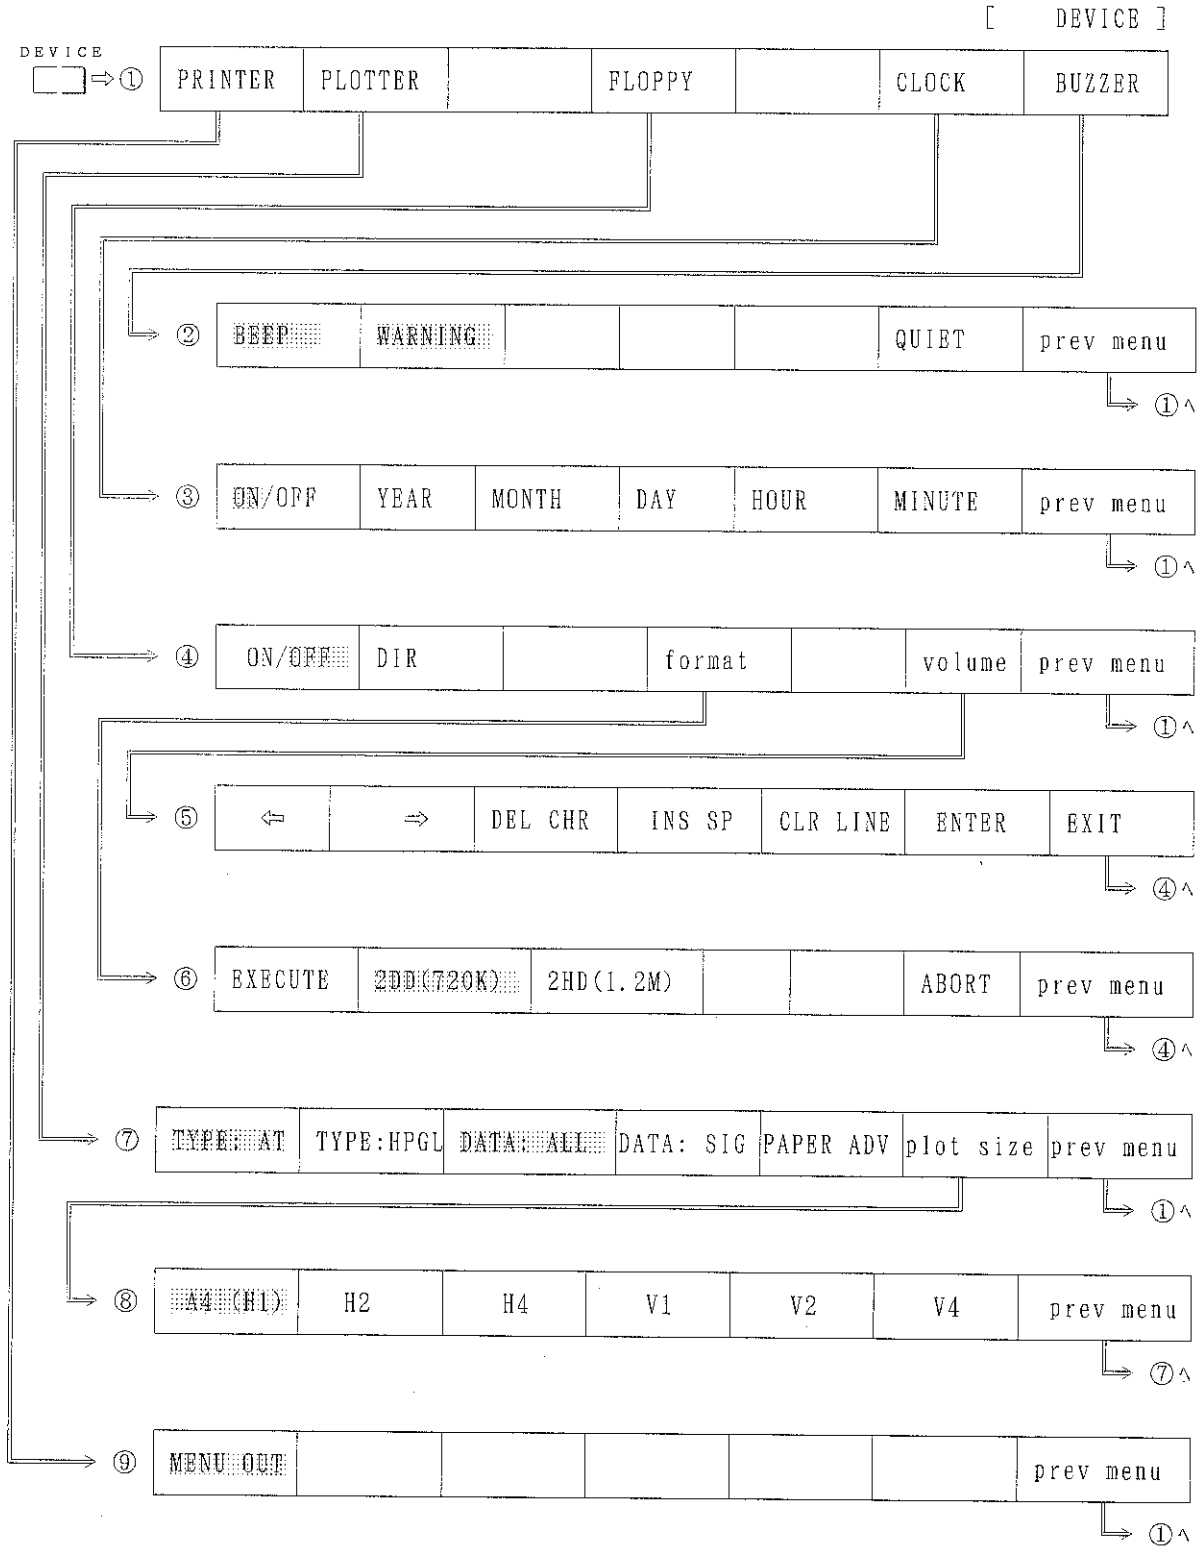 [ DEVICE ]
DEVICE
⇨① PRINTER PLOTTER FLOPPY CLOCK BUZZER
② BEEP WARNING QUIET prev menu
①へ
③ ON/OFF YEAR MONTH DAY HOUR MINUTE prev menu
①へ
④ ON/OFF DIR format volume prev menu
①へ
⑤ ⇦ ⇨ DEL CHR INS SP CLR LINE ENTER EXIT
④へ
⑥ EXECUTE 2DD(720K) 2HD(1.2M) ABORT prev menu
④へ
⑦ TYPE: AT TYPE:HPGL DATA: ALL DATA: SIG PAPER ADV plot size prev menu
①へ
⑧ A4 (H1) H2 H4 V1 V2 V4 prev menu
⑦へ
⑨ MENU OUT prev menu
①へ